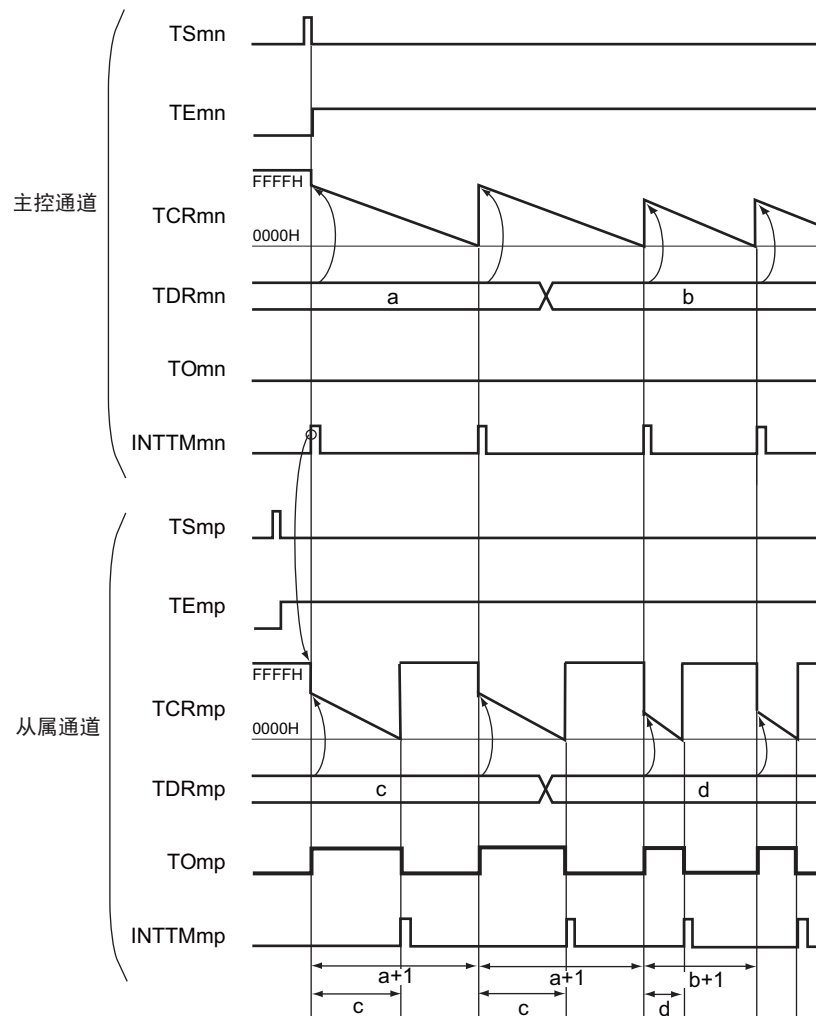 TSmn
TEmn
FFFFH
主控通道
TCRmn
0000H
TDRmn
a
b
TOmn
INTTMmn
TSmp
TEmp
FFFFH
TCRmp
从属通道
0000H
TDRmp
c
d
TOmp
INTTMmp
a+1
a+1
b+1
c
c
d